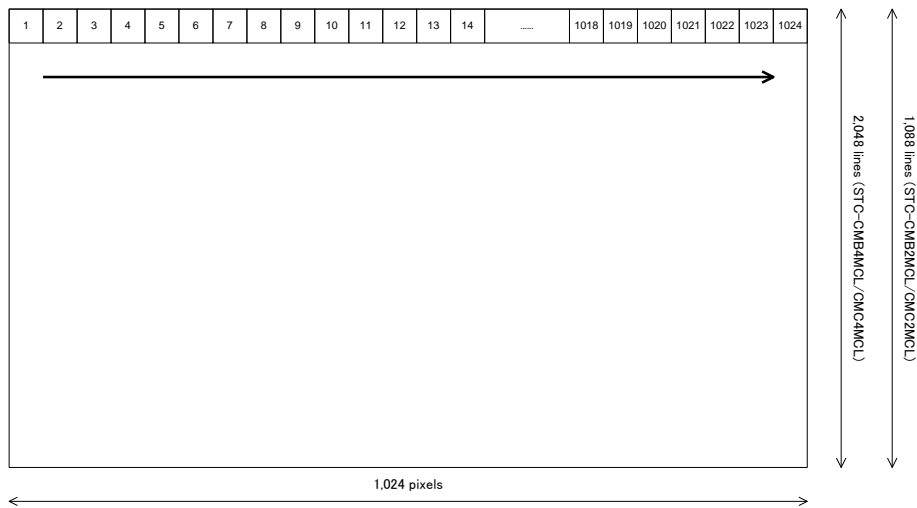 1 2 3 4 5 6 7 8 9 10 11 12 13 14 ...... 1018 1019 1020 1021 1022 1023 1024
2,048 lines (STC-CMB4MCL/CMC4MCL)
1,088 lines (STC-CMB2MCL/CMC2MCL)
1,024 pixels